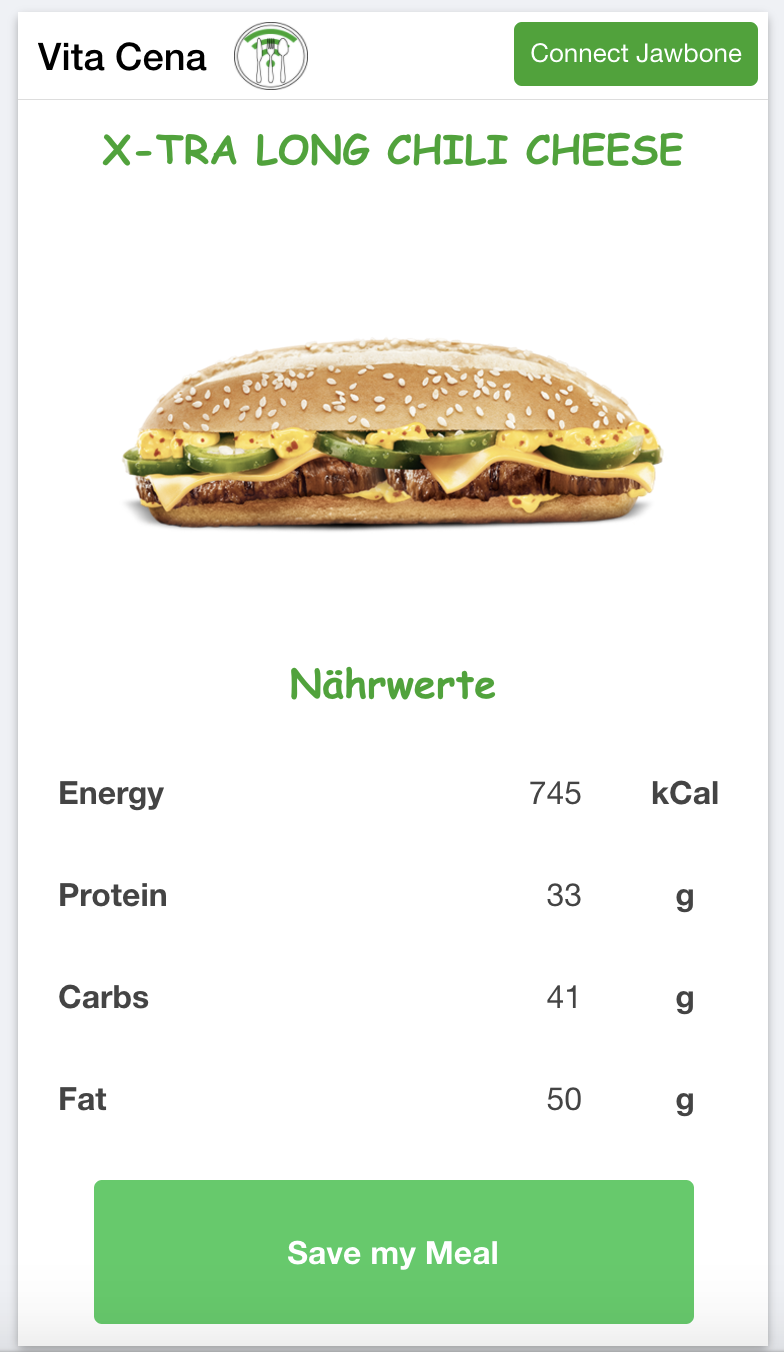 Vita Cena
Connect Jawbone
X-TRA LONG CHILI CHEESE
Nährwerte
Energy 745 kCal
Protein 33 g
Carbs 41 g
Fat 50 g
Save my Meal